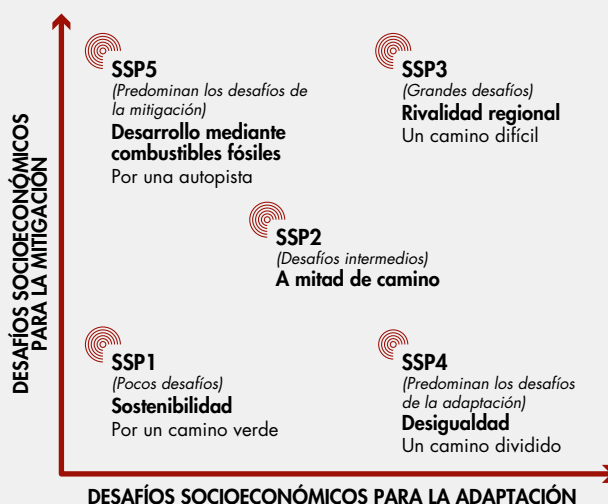 DESAFÍOS SOCIOECONÓMICOS
PARA LA MITIGACIÓN
SSP5
(Predominan los desafíos de
la mitigación)
Desarrollo mediante
combustibles fósiles
Por una autopista
SSP3
(Grandes desafíos)
Rivalidad regional
Un camino difícil
SSP2
(Desafíos intermedios)
A mitad de camino
SSP1
(Pocos desafíos)
Sostenibilidad
Por un camino verde
SSP4
(Predominan los desafíos
de la adaptación)
Desigualdad
Un camino dividido
DESAFÍOS SOCIOECONÓMICOS PARA LA ADAPTACIÓN